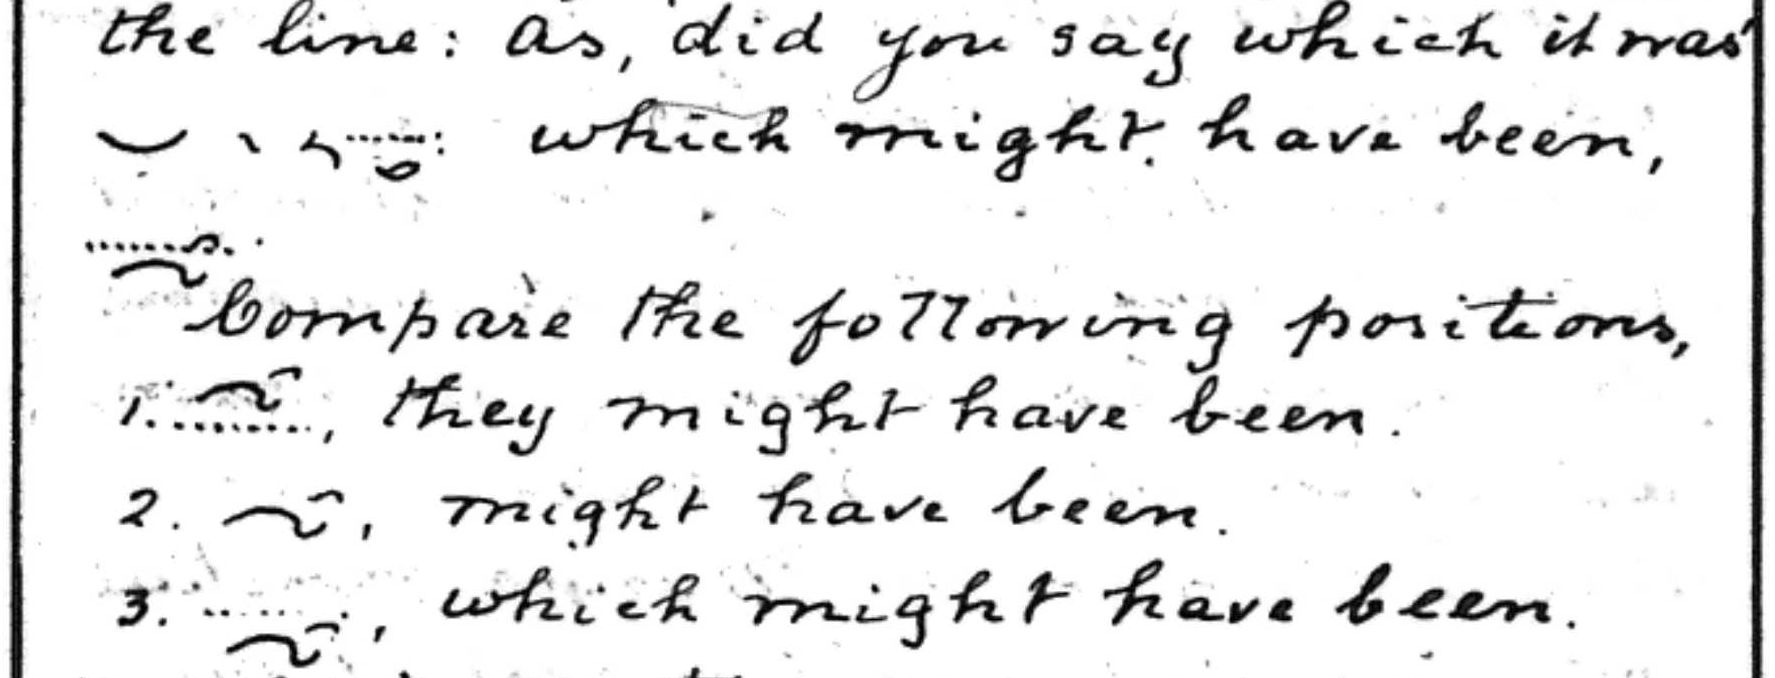 the line: as, did you say which it was
which might have been,
Compare the following positions,
1. , they might have been.
2. , might have been.
3. , which might have been.